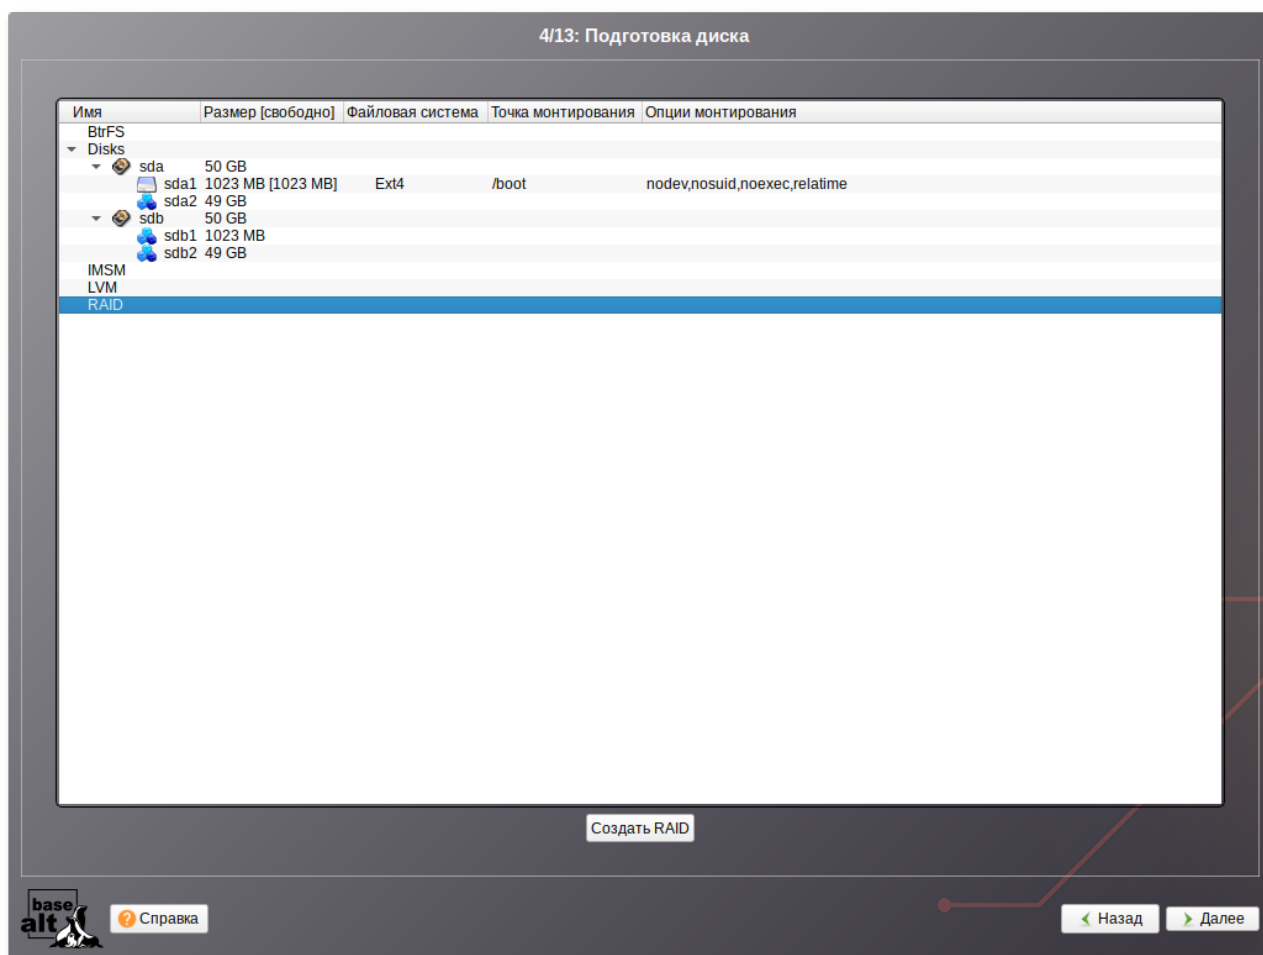 4/13: Подготовка диска
Имя Размер [свободно] Файловая система Точка монтирования Опции монтирования
BtrFS
Disks
sda 50 GB
sda1 1023 MB [1023 MB] Ext4 /boot nodev,nosuid,noexec,relatime
sda2 49 GB
sdb 50 GB
sdb1 1023 MB
sdb2 49 GB
IMSM
LVM
RAID
Создать RAID
base
alt
Справка
Назад
Далее